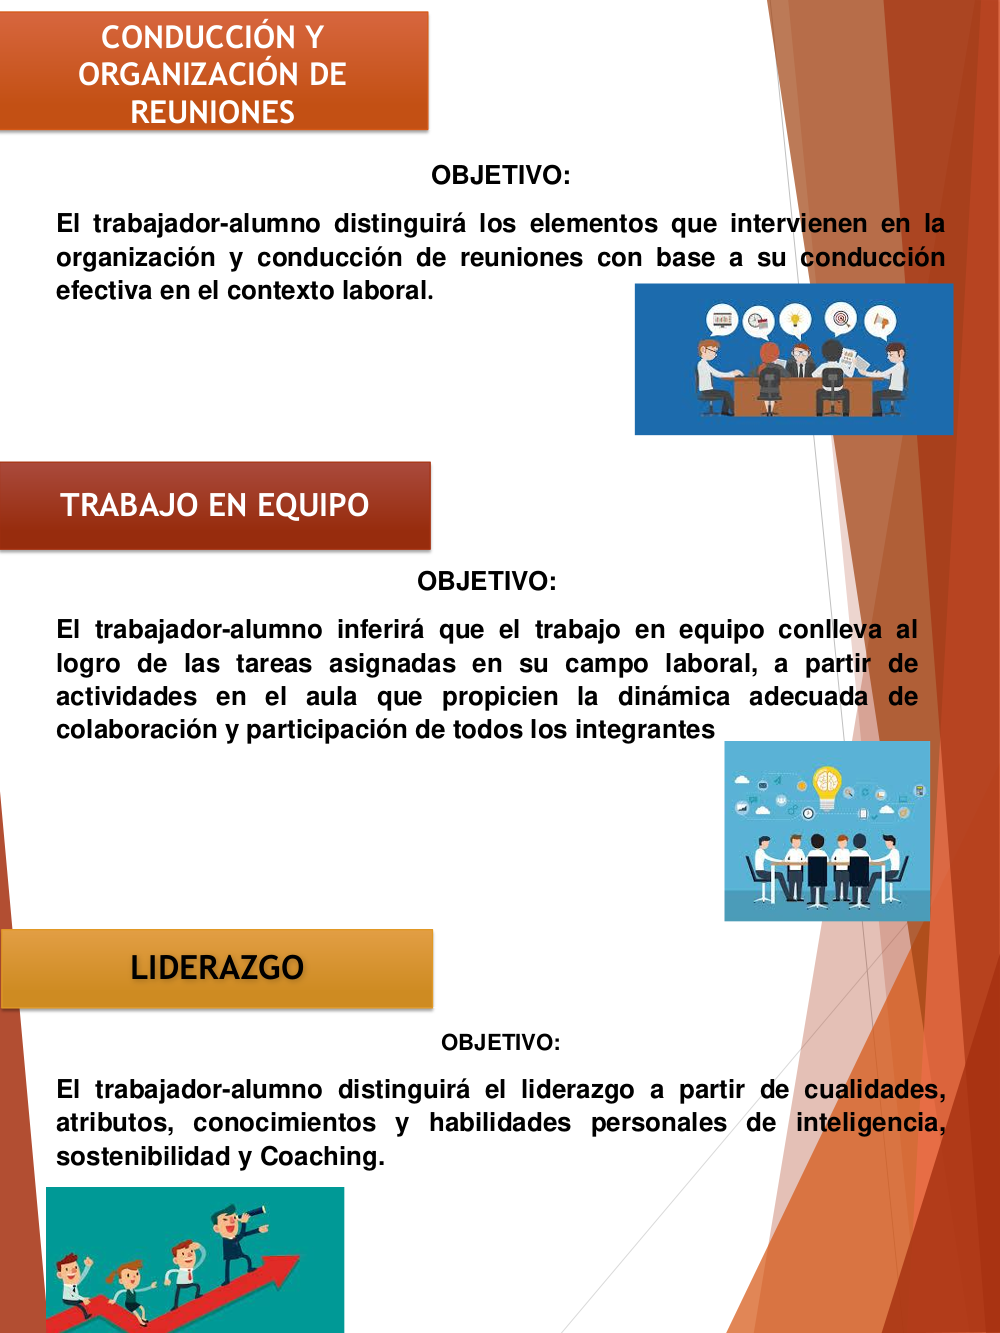 CONDUCCIÓN Y
ORGANIZACIÓN DE
REUNIONES
OBJETIVO:
El trabajador-alumno distinguirá los elementos que intervienen en la
organización y conducción de reuniones con base a su conducción
efectiva en el contexto laboral.
TRABAJO EN EQUIPO
OBJETIVO:
El trabajador-alumno inferirá que el trabajo en equipo conlleva al
logro de las tareas asignadas en su campo laboral, a partir de
actividades en el aula que propicien la dinámica adecuada de
colaboración y participación de todos los integrantes
LIDERAZGO
OBJETIVO:
El trabajador-alumno distinguirá el liderazgo a partir de cualidades,
atributos, conocimientos y habilidades personales de inteligencia,
sostenibilidad y Coaching.